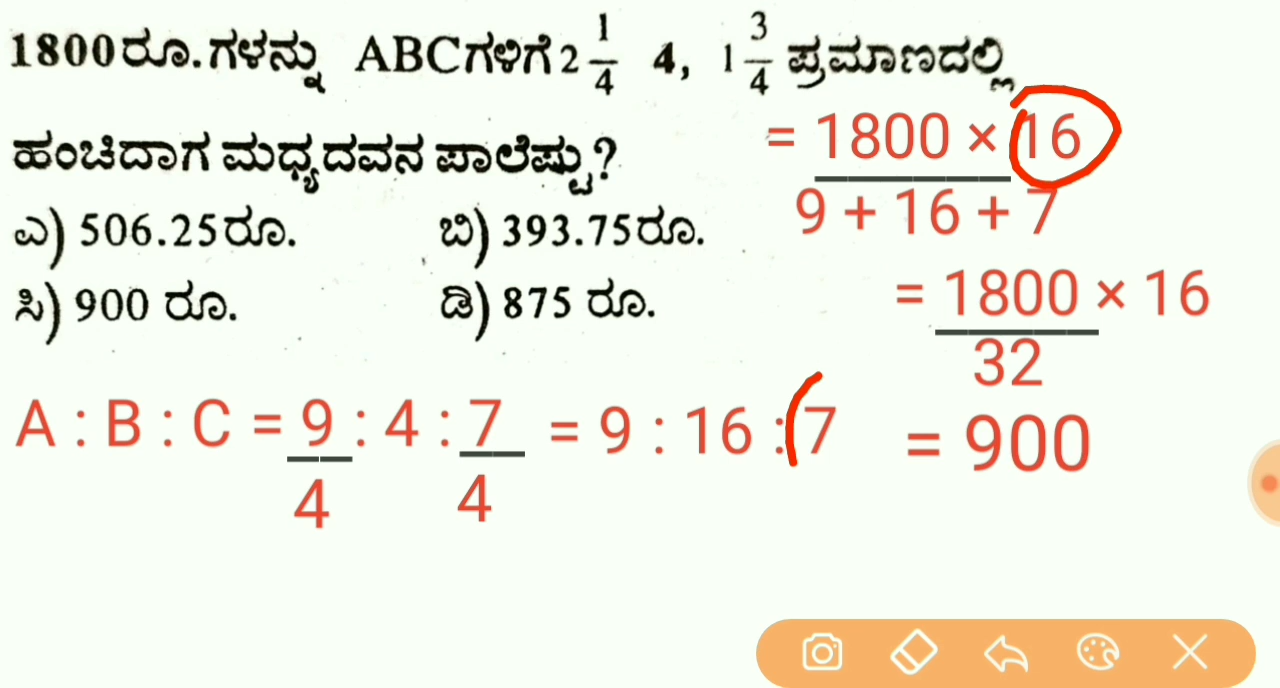 1800ರೂ.ಗಳನ್ನು ABCಗಳಿಗೆ 2 1/4 4, 1 3/4 ಪ್ರಮಾಣದಲ್ಲಿ
ಹಂಚಿದಾಗ ಮಧ್ಯದವನ ಪಾಲೆಷ್ಟು?
ಎ) 506.25ರೂ. ಬಿ) 393.75ರೂ.
ಸಿ) 900 ರೂ. ಡಿ) 875 ರೂ.
A : B : C = 9/4 : 4 : 7/4 = 9 : 16 : 7
= 1800 × 16
9 + 16 + 7
= 1800 × 16
32
= 900